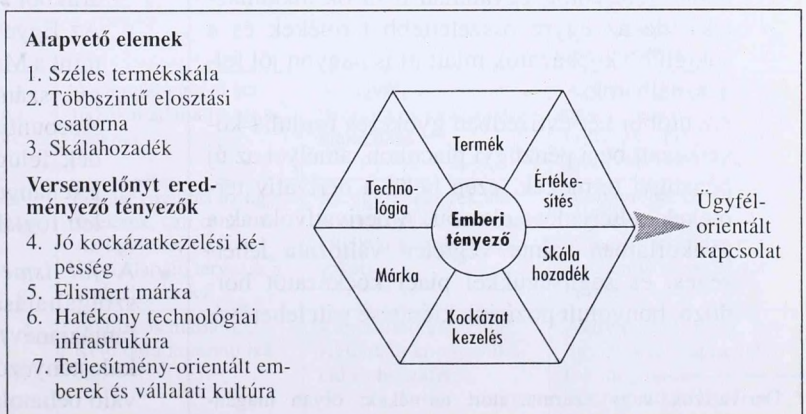 Alapvető elemek
1. Széles termékskála
2. Többszintű elosztási
csatorna
3. Skálahozadék
Versenyelőnyt ered-
ményező tényezők
4. Jó kockázatkezelési ké-
pesség
5. Elismert márka
6. Hatékony technológiai
infrastrukúra
7. Teljesítmény-orientált em-
berek és vállalati kultúra
Termék
Techno-
lógia
Értéke-
sítés
Emberi
tényező
Márka
Skála
hozadék
Kockázat
kezelés
Ügyfél-
orientált
kapcsolat